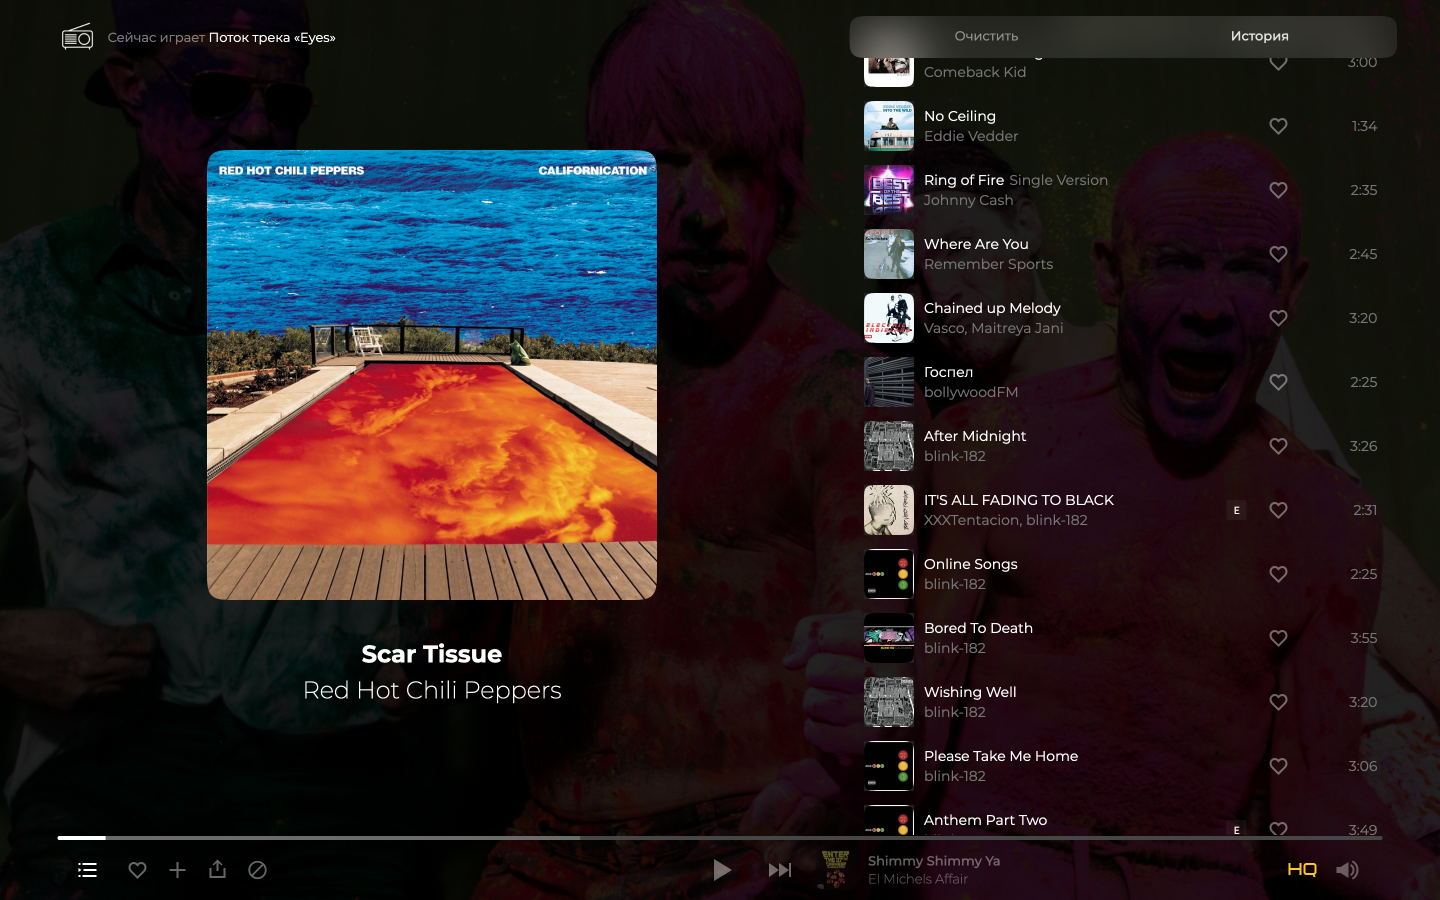 Сейчас играет Поток трека «Eyes»
Очистить
История
Comeback Kid
3:00
No Ceiling
Eddie Vedder
1:34
Ring of Fire Single Version
Johnny Cash
2:35
Where Are You
Remember Sports
2:45
Chained up Melody
Vasco, Maitreya Jani
3:20
Госпел
bollywoodFM
2:25
After Midnight
blink-182
3:26
IT'S ALL FADING TO BLACK
XXXTentacion, blink-182
E
2:31
Online Songs
blink-182
2:25
Bored To Death
blink-182
3:55
Wishing Well
blink-182
3:20
Please Take Me Home
blink-182
3:06
Anthem Part Two
E
3:49
RED HOT CHILI PEPPERS
CALIFORNICATION
Scar Tissue
Red Hot Chili Peppers
Shimmy Shimmy Ya
El Michels Affair
HQ
BEST
OF THE
BEST